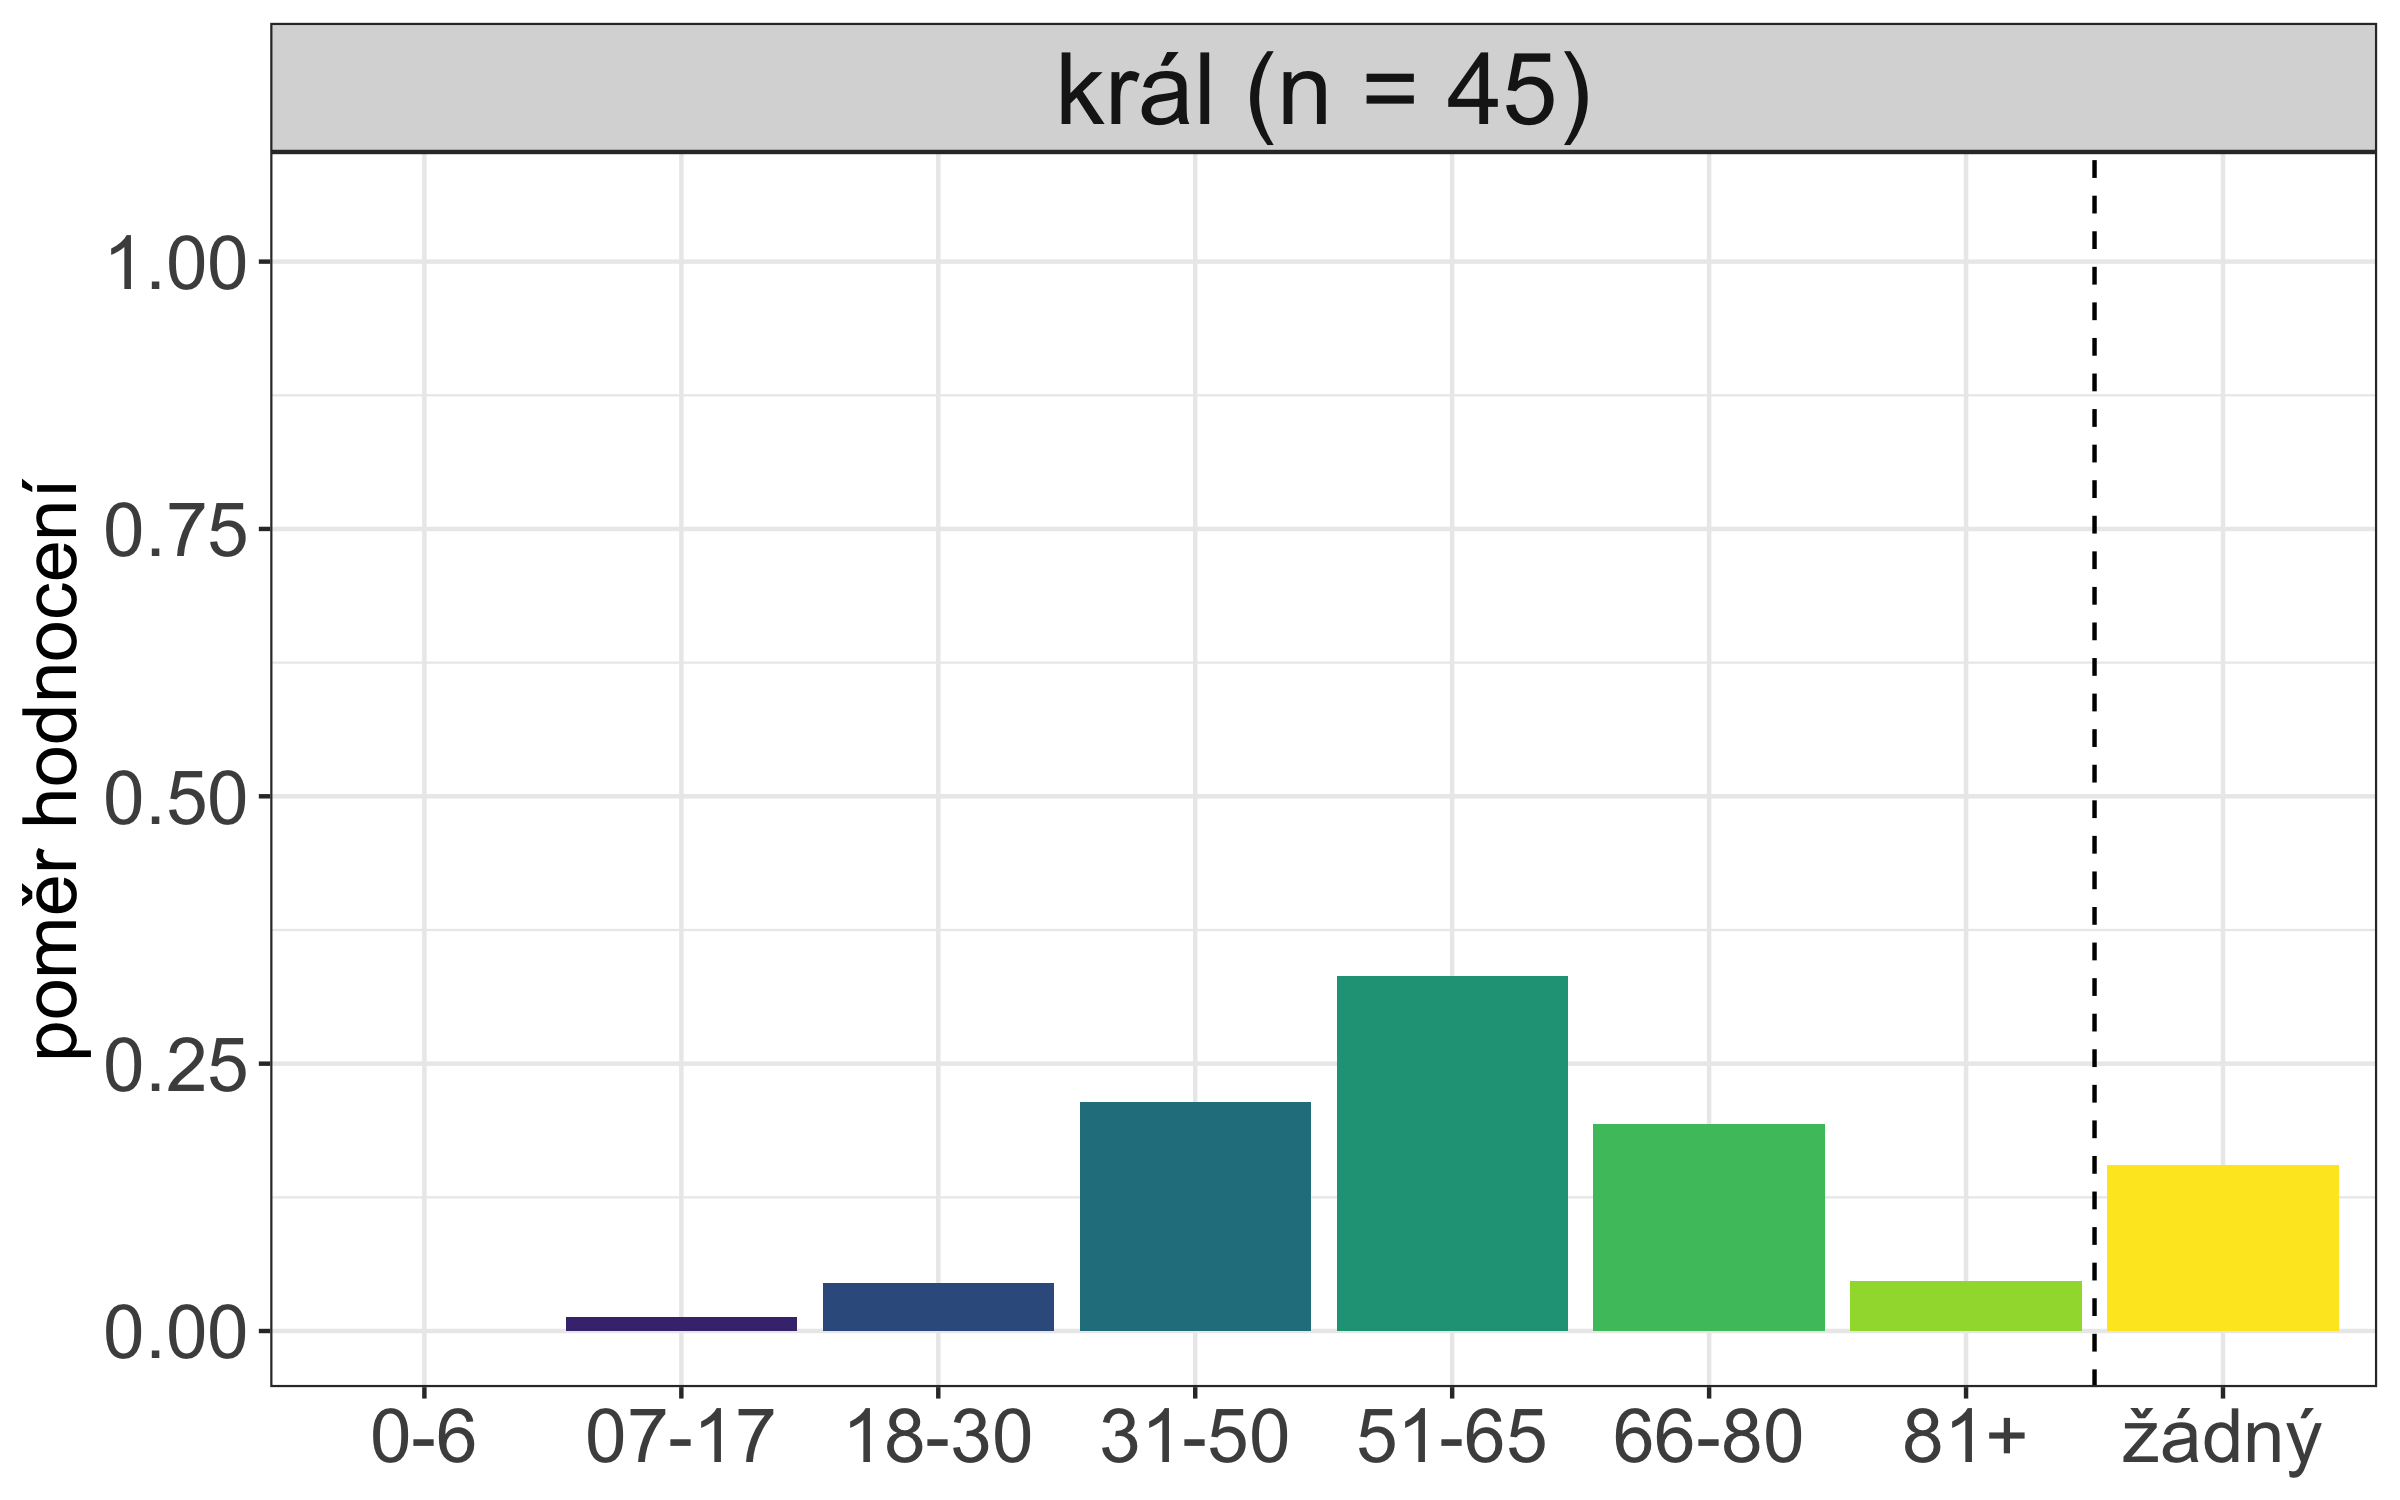 král (n = 45)
poměr hodnocení
1.00
0.75
0.50
0.25
0.00
0-6 07-17 18-30 31-50 51-65 66-80 81+ žádný